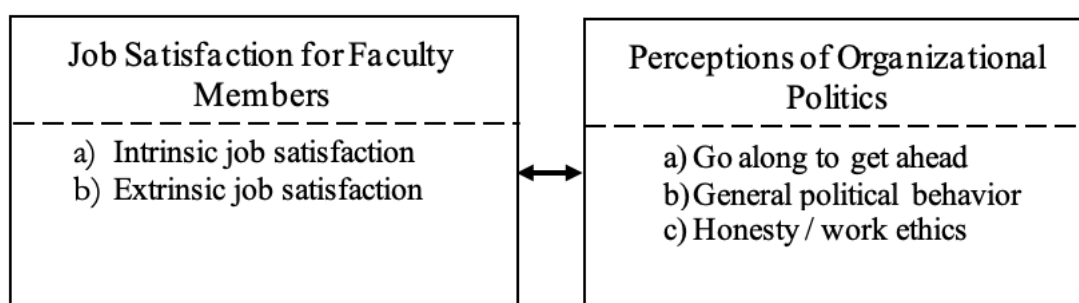 Job Satisfaction for Faculty
Members
a) Intrinsic job satisfaction
b) Extrinsic job satisfaction
Perceptions of Organizational
Politics
a) Go along to get ahead
b) General political behavior
c) Honesty / work ethics